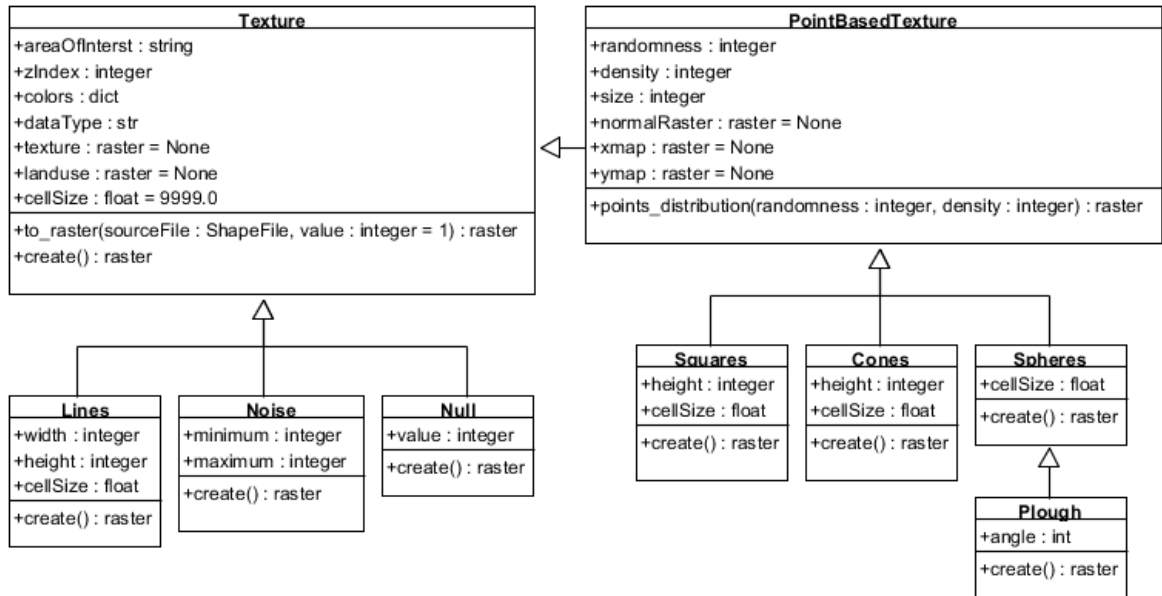 Texture
+areaOfInterst : string
+zIndex : integer
+colors : dict
+dataType : str
+texture : raster = None
+landuse : raster = None
+cellSize : float = 9999.0
+to_raster(sourceFile : ShapeFile, value : integer = 1) : raster
+create() : raster
PointBasedTexture
+randomness : integer
+density : integer
+size : integer
+normalRaster : raster = None
+xmap : raster = None
+ymap : raster = None
+points_distribution(randomness : integer, density : integer) : raster
Lines
+width : integer
+height : integer
+cellSize : float
+create() : raster
Noise
+minimum : integer
+maximum : integer
+create() : raster
Null
+value : integer
+create() : raster
Squares
+height : integer
+cellSize : float
+create() : raster
Cones
+height : integer
+cellSize : float
+create() : raster
Spheres
+cellSize : float
+create() : raster
Plough
+angle : int
+create() : raster